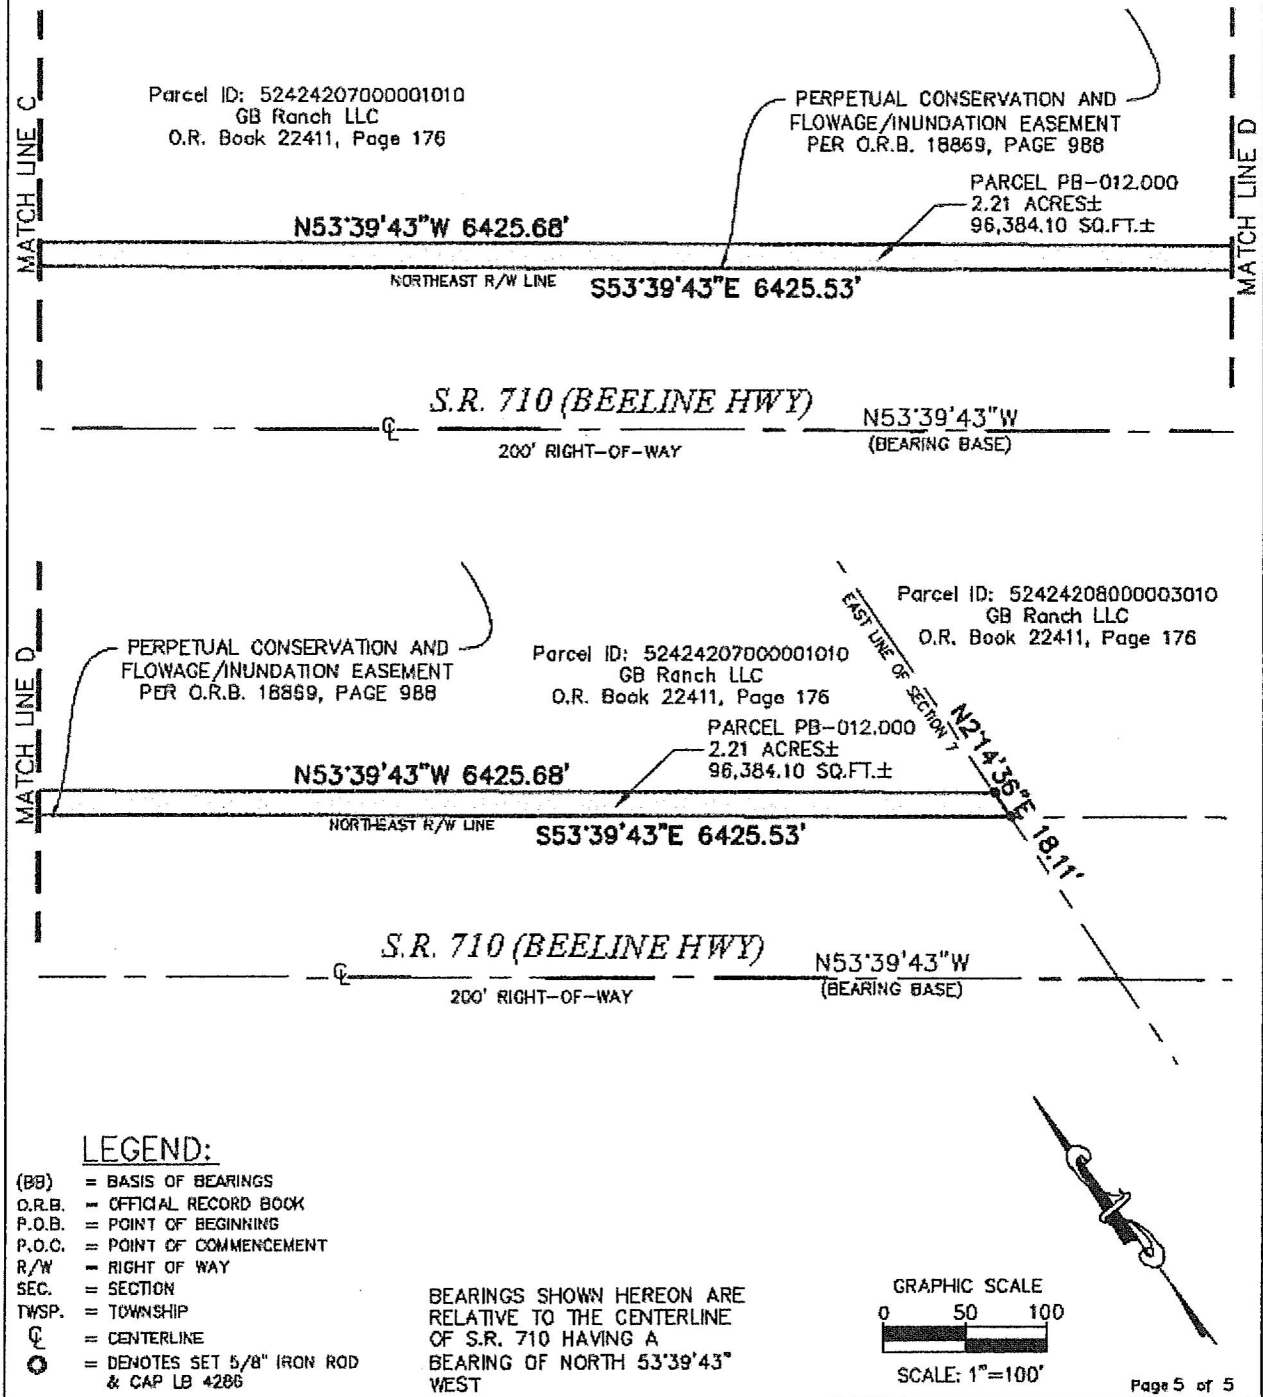 MATCH LINE C
Parcel ID: 52424207000001010
GB Ranch LLC
O.R. Book 22411, Page 176
PERPETUAL CONSERVATION AND
FLOWAGE/INUNDATION EASEMENT
PER O.R.B. 18869, PAGE 988
PARCEL PB-012.000
2.21 ACRES±
96,384.10 SQ.FT.±
MATCH LINE D
N53°39'43"W 6425.68'
NORTHEAST R/W LINE
S53°39'43"E 6425.53'
S.R. 710 (BEELINE HWY)
N53°39'43"W
(BEARING BASE)
℄
200' RIGHT-OF-WAY
MATCH LINE D
PERPETUAL CONSERVATION AND
FLOWAGE/INUNDATION EASEMENT
PER O.R.B. 18869, PAGE 988
Parcel ID: 52424207000001010
GB Ranch LLC
O.R. Book 22411, Page 176
PARCEL PB-012.000
2.21 ACRES±
96,384.10 SQ.FT.±
EAST LINE OF SECTION 7
Parcel ID: 52424208000003010
GB Ranch LLC
O.R. Book 22411, Page 176
N2°14'36"E 18.11'
N53°39'43"W 6425.68'
NORTHEAST R/W LINE
S53°39'43"E 6425.53'
S.R. 710 (BEELINE HWY)
N53°39'43"W
(BEARING BASE)
℄
200' RIGHT-OF-WAY
LEGEND:
(BB) = BASIS OF BEARINGS
O.R.B. = OFFICIAL RECORD BOOK
P.O.B. = POINT OF BEGINNING
P.O.C. = POINT OF COMMENCEMENT
R/W = RIGHT OF WAY
SEC. = SECTION
TWSP. = TOWNSHIP
℄ = CENTERLINE
= DENOTES SET 5/8" IRON ROD
& CAP LB 4286
BEARINGS SHOWN HEREON ARE
RELATIVE TO THE CENTERLINE
OF S.R. 710 HAVING A
BEARING OF NORTH 53°39'43"
WEST
GRAPHIC SCALE
0 50 100
SCALE: 1"=100'
Page 5 of 5